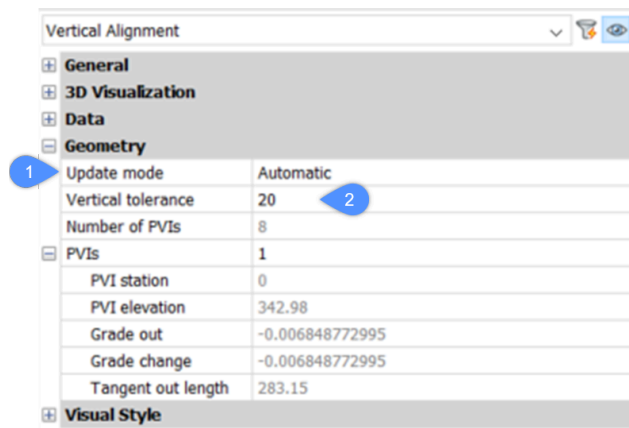 Vertical Alignment
General
3D Visualization
Data
Geometry
1 Update mode Automatic
Vertical tolerance 20 2
Number of PVIs 8
PVIs 1
PVI station 0
PVI elevation 342.98
Grade out -0.006848772995
Grade change -0.006848772995
Tangent out length 283.15
Visual Style